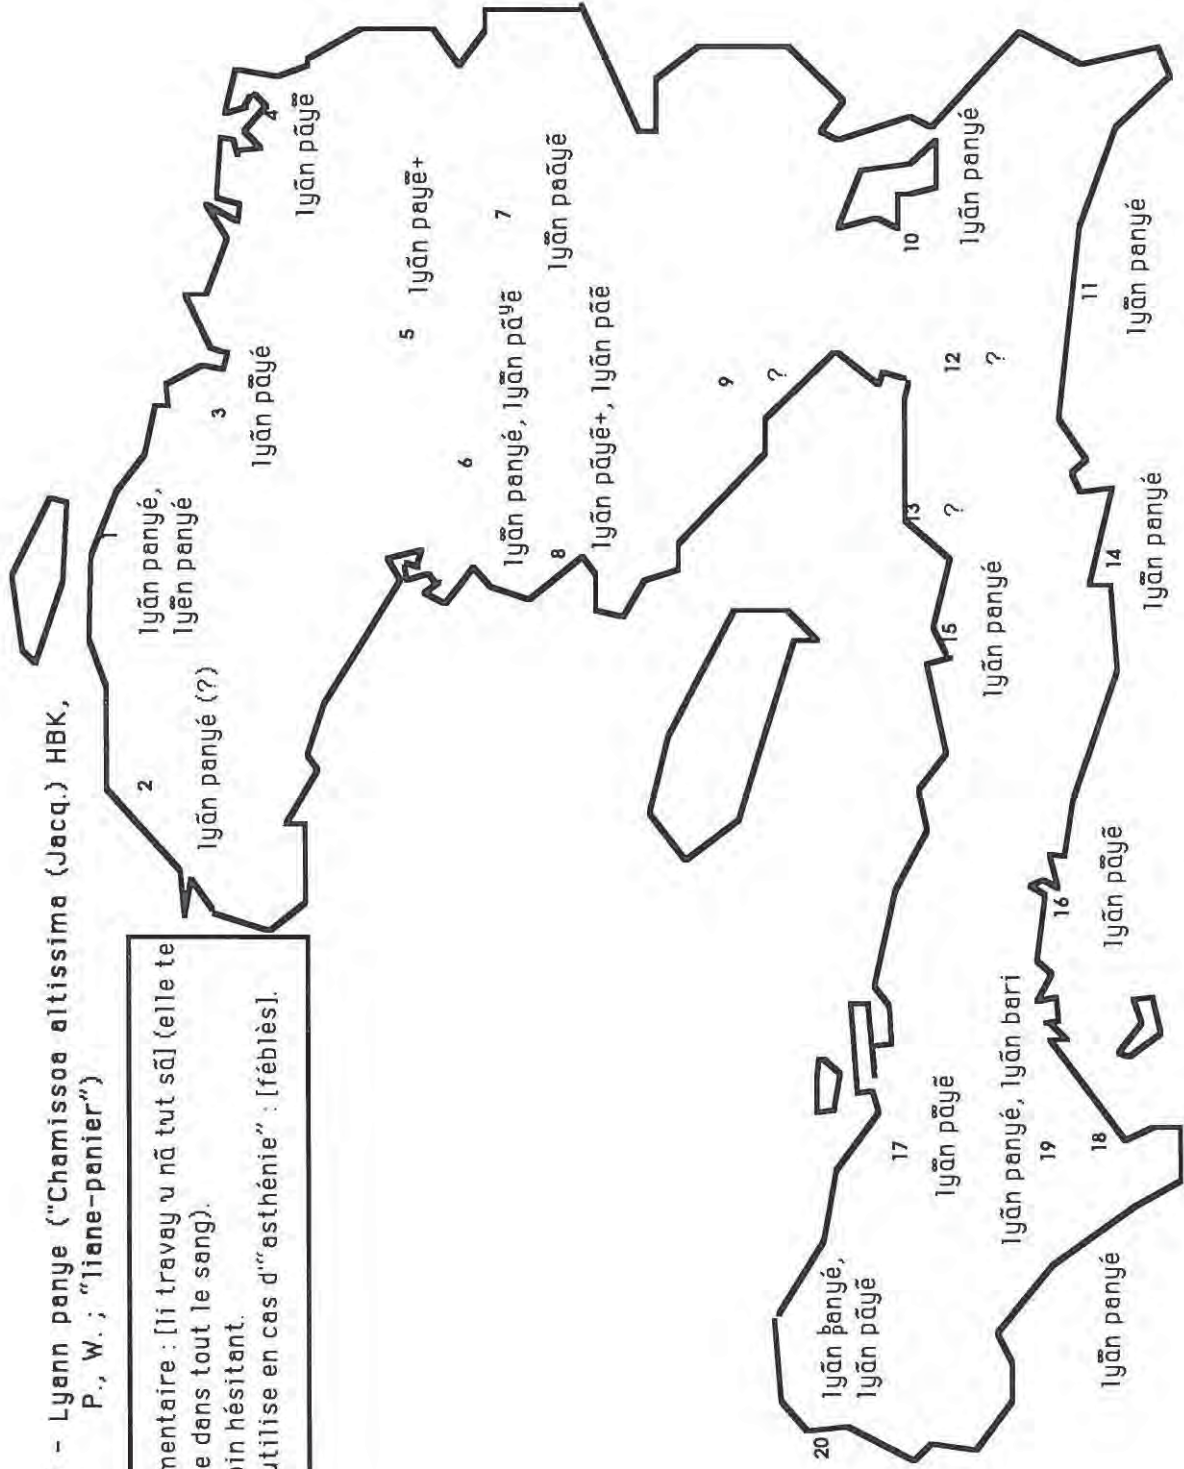 - Lyann panye ("Chamissoa altissima (Jacq.) HBK,
P., W. ; "liane-panier")
mentaire : [li travay u nã tut sã] (elle te
e dans tout le sang).
oin hésitant.
utilise en cas d'"asthénie" : [féblès].
1
lyãn panyé,
lyẽn panyé
2
lyãn panyé (?)
3
lyãn pãyé
4
lyãn pãyẽ
5
lyãn payẽ+
6
lyãn panyé, lyãn pãʸẽ
7
lyãn paãyẽ
8
lyãn pãyẽ+, lyãn pãẽ
9
?
10
lyãn panyé
11
lyãn panyé
12
?
13
?
14
lyãn panyé
15
lyãn panyé
16
lyãn pãyẽ
17
lyãn pãyẽ
18
lyãn panyé
19
lyãn panyé, lyãn bari
20
lyãn banyé,
lyãn pãyẽ